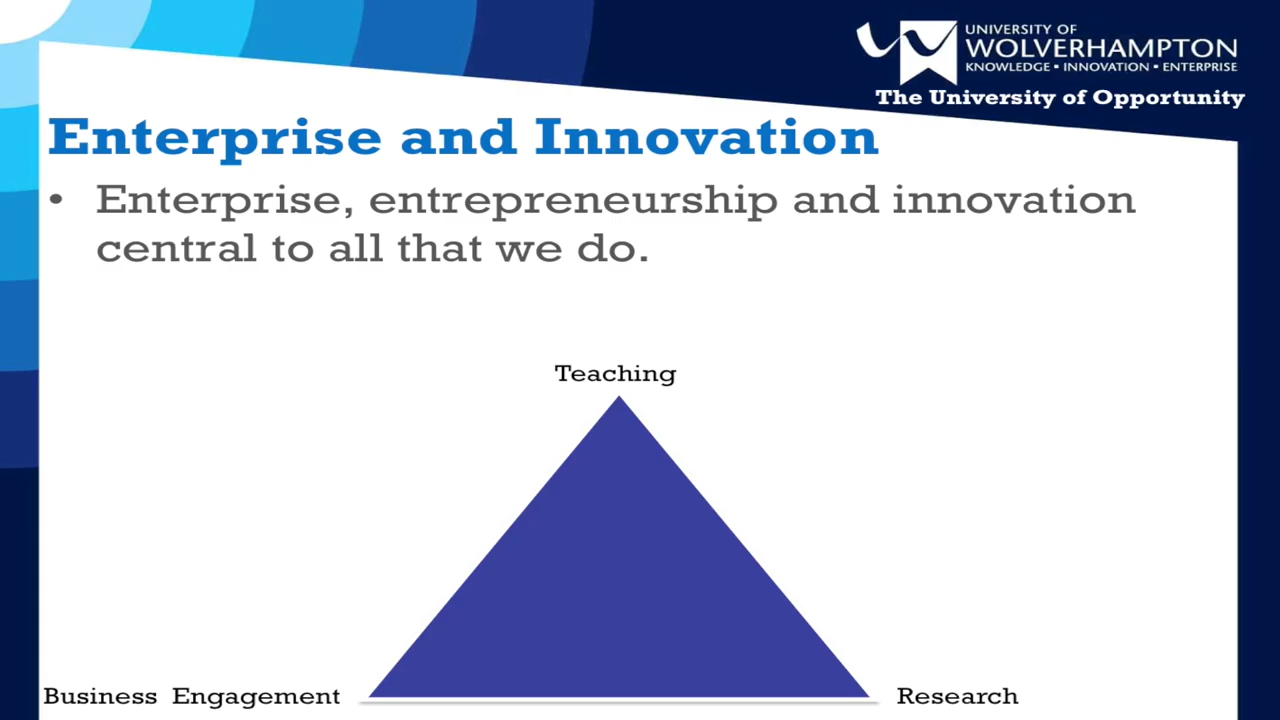 UNIVERSITY OF
WOLVERHAMPTON
KNOWLEDGE • INNOVATION • ENTERPRISE
The University of Opportunity
Enterprise and Innovation
• Enterprise, entrepreneurship and innovation
central to all that we do.
Teaching
Business Engagement
Research